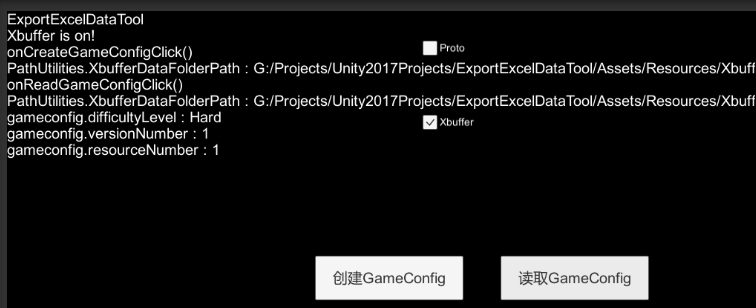 ExportExcelDataTool
Xbuffer is on!
onCreateGameConfigClick()
Proto
PathUtilities.XbufferDataFolderPath : G:/Projects/Unity2017Projects/ExportExcelDataTool/Assets/Resources/Xbuff
onReadGameConfigClick()
PathUtilities.XbufferDataFolderPath : G:/Projects/Unity2017Projects/ExportExcelDataTool/Assets/Resources/Xbuff
gameconfig.difficultyLevel : Hard
Xbuffer
gameconfig.versionNumber : 1
gameconfig.resourceNumber : 1
创建GameConfig
读取GameConfig